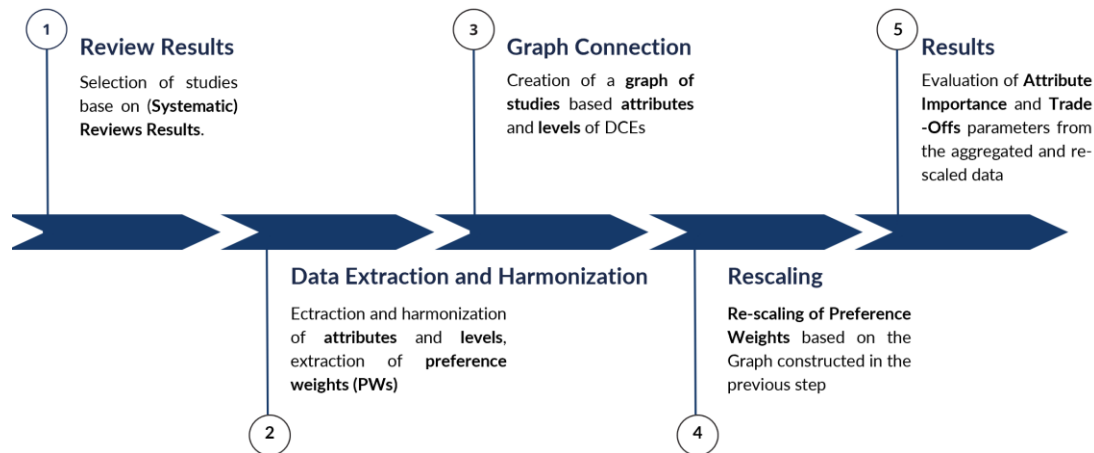 1
Review Results
Selection of studies
base on (Systematic)
Reviews Results.
2
Data Extraction and Harmonization
Ectraction and harmonization
of attributes and levels,
extraction of preference
weights (PWs)
3
Graph Connection
Creation of a graph of
studies based attributes
and levels of DCEs
4
Rescaling
Re-scaling of Preference
Weights based on the
Graph constructed in the
previous step
5
Results
Evaluation of Attribute
Importance and Trade
-Offs parameters from
the aggregated and re-
scaled data